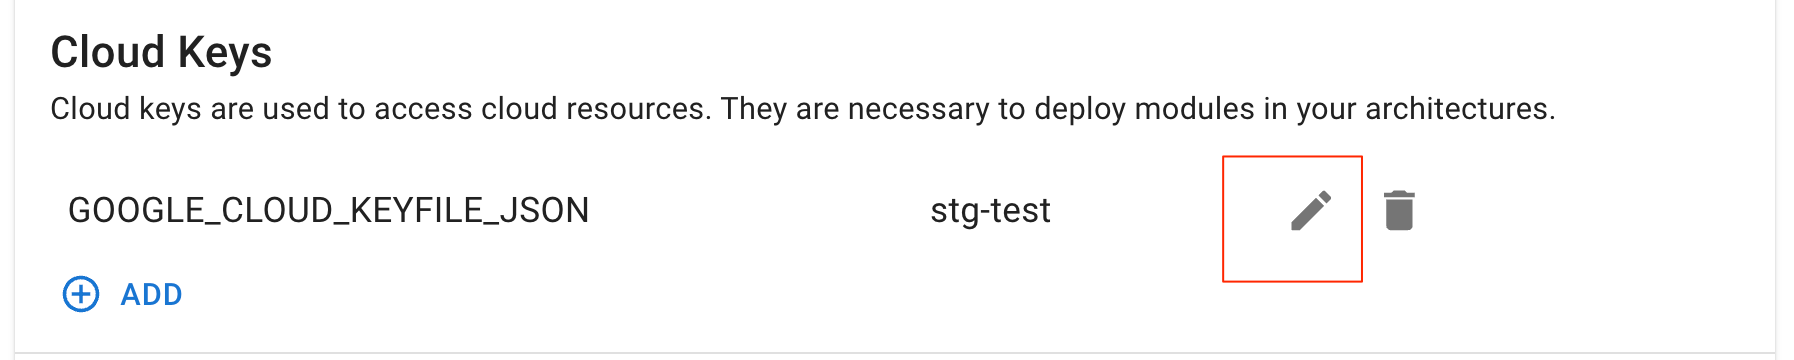 Cloud Keys
Cloud keys are used to access cloud resources. They are necessary to deploy modules in your architectures.
GOOGLE_CLOUD_KEYFILE_JSON stg-test
ADD